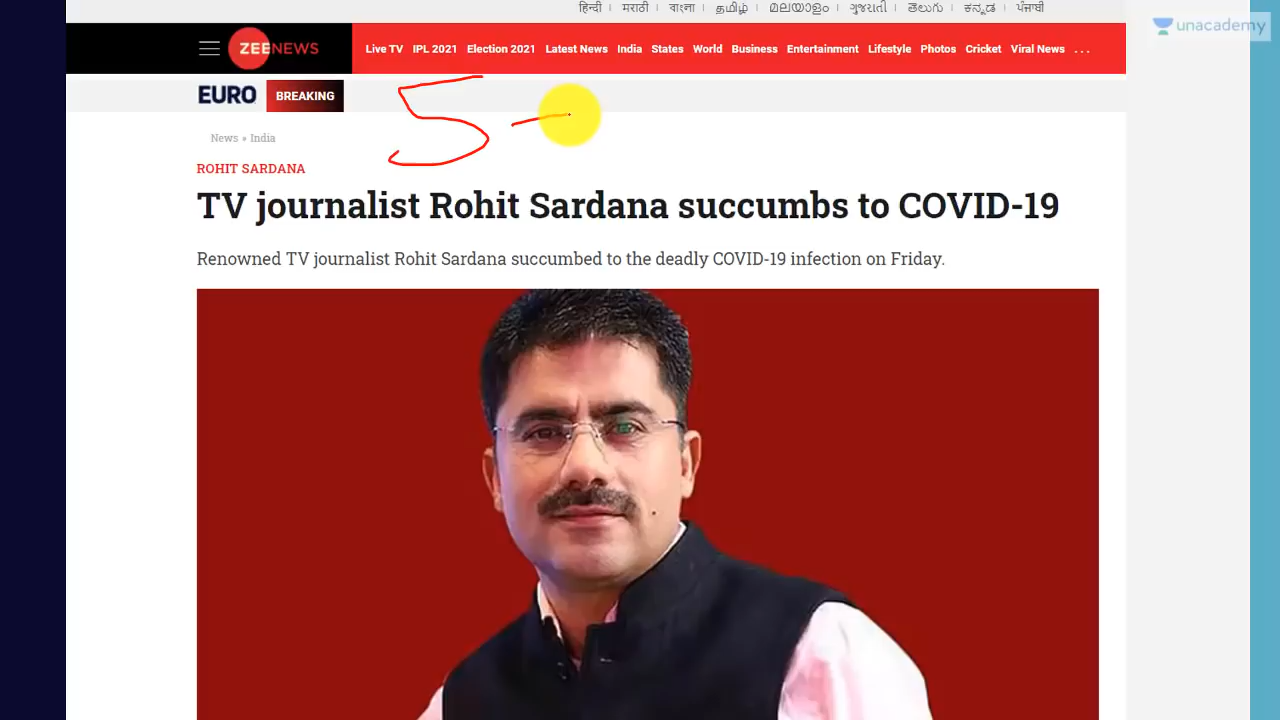 हिन्दी | मराठी | বাংলা | தமிழ் | മലയാളം | ગુજરાતી | తెలుగు | ಕನ್ನಡ | ਪੰਜਾਬੀ
unacademy
ZEENEWS
Live TV IPL 2021 Election 2021 Latest News India States World Business Entertainment Lifestyle Photos Cricket Viral News ...
EURO BREAKING
5 -
News • India
ROHIT SARDANA
TV journalist Rohit Sardana succumbs to COVID-19
Renowned TV journalist Rohit Sardana succumbed to the deadly COVID-19 infection on Friday.